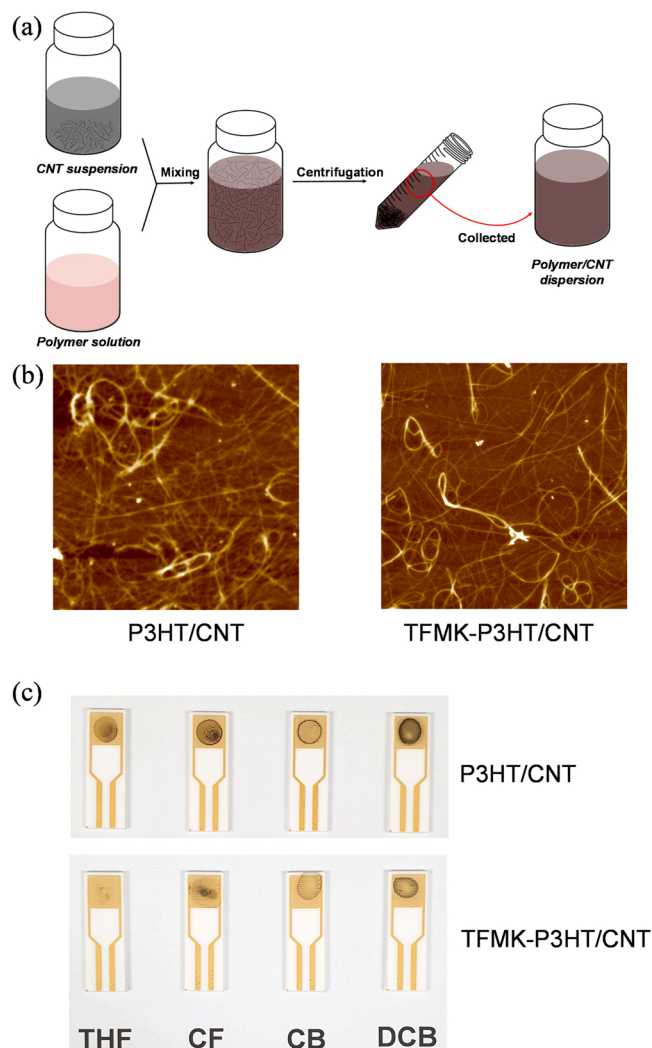 (a)
CNT suspension
Mixing
Centrifugation
Collected
Polymer/CNT
dispersion
Polymer solution
(b)
P3HT/CNT
TFMK-P3HT/CNT
(c)
P3HT/CNT
TFMK-P3HT/CNT
THF CF CB DCB